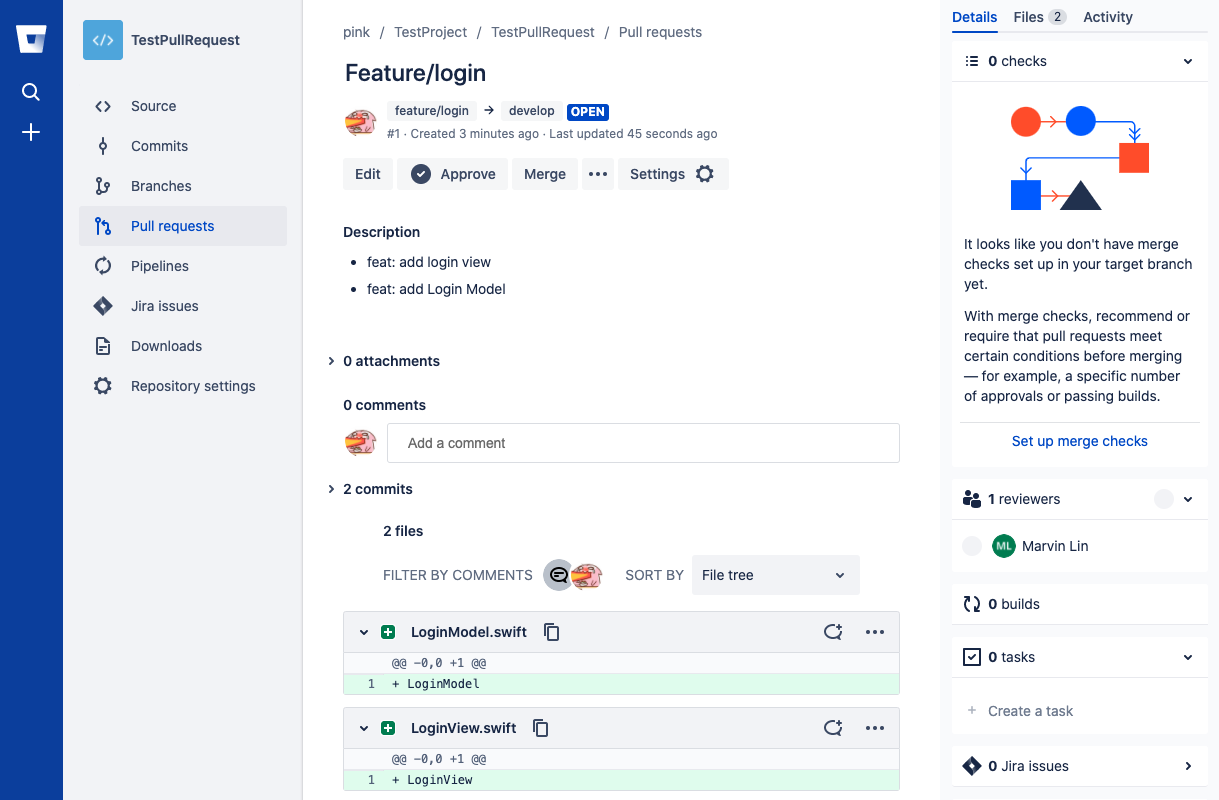 TestPullRequest
Source
Commits
Branches
Pull requests
Pipelines
Jira issues
Downloads
Repository settings
pink / TestProject / TestPullRequest / Pull requests
Feature/login
feature/login → develop OPEN
#1 · Created 3 minutes ago · Last updated 45 seconds ago
Edit Approve Merge ••• Settings
Description
• feat: add login view
• feat: add Login Model
0 attachments
0 comments
Add a comment
2 commits
2 files
FILTER BY COMMENTS SORT BY File tree
LoginModel.swift
@@ -0,0 +1 @@
1 + LoginModel
LoginView.swift
@@ -0,0 +1 @@
1 + LoginView
Details Files 2 Activity
0 checks
It looks like you don't have merge
checks set up in your target branch
yet.
With merge checks, recommend or
require that pull requests meet
certain conditions before merging
— for example, a specific number
of approvals or passing builds.
Set up merge checks
1 reviewers
ML Marvin Lin
0 builds
0 tasks
+ Create a task
0 Jira issues